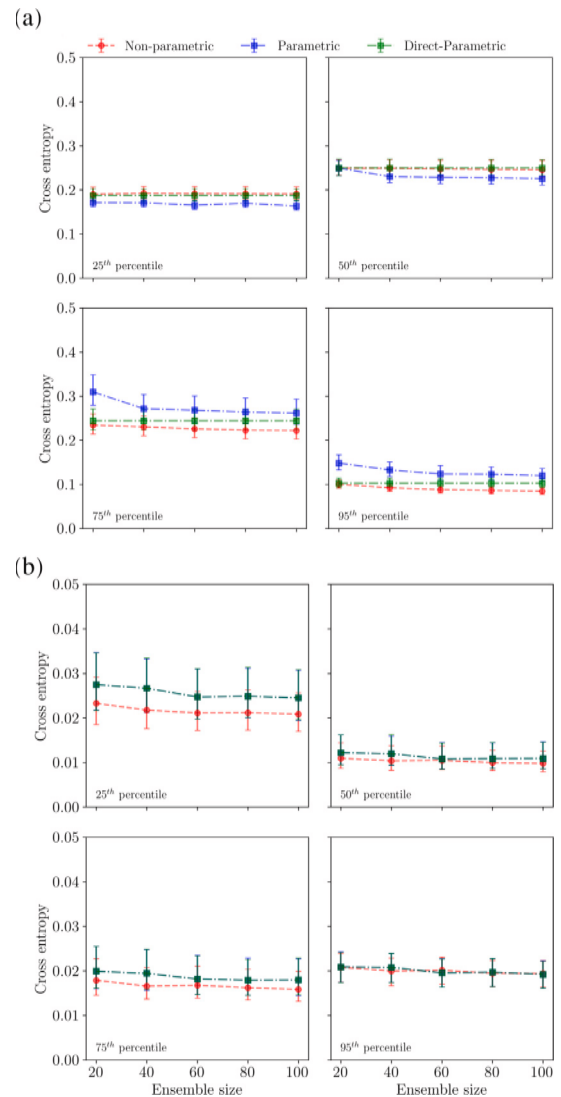 (a)
Non-parametric Parametric Direct-Parametric
0.5
0.4
0.3
0.2
0.1
0.0
Cross entropy
25th percentile
50th percentile
0.5
0.4
0.3
0.2
0.1
0.0
Cross entropy
75th percentile
95th percentile
(b)
0.05
0.04
0.03
0.02
0.01
0.00
Cross entropy
25th percentile
50th percentile
0.05
0.04
0.03
0.02
0.01
0.00
Cross entropy
75th percentile
95th percentile
20 40 60 80 100
20 40 60 80 100
Ensemble size
Ensemble size